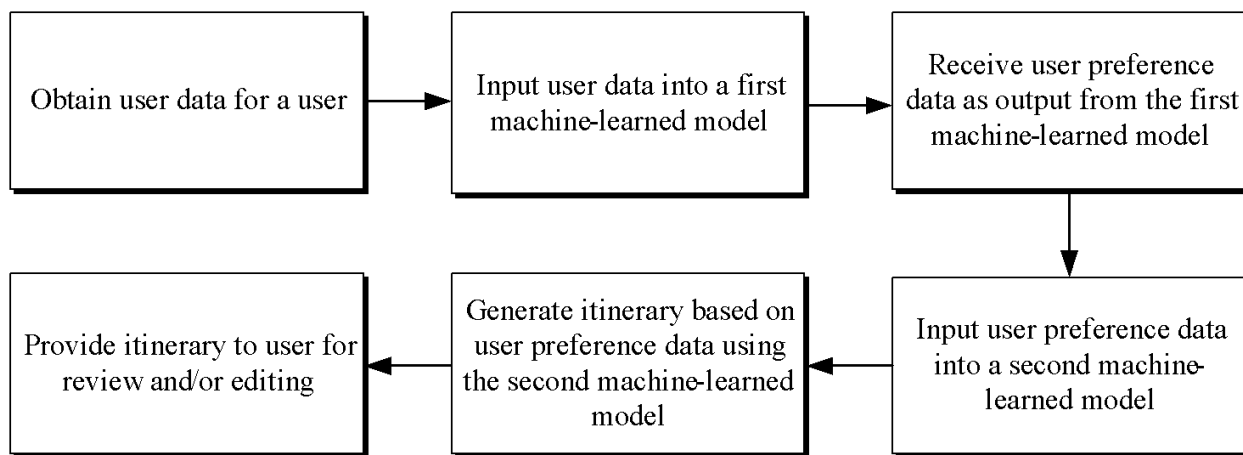 Obtain user data for a user
Input user data into a first
machine-learned model
Receive user preference
data as output from the first
machine-learned model
Input user preference data
into a second machine-
learned model
Generate itinerary based on
user preference data using
the second machine-learned
model
Provide itinerary to user for
review and/or editing